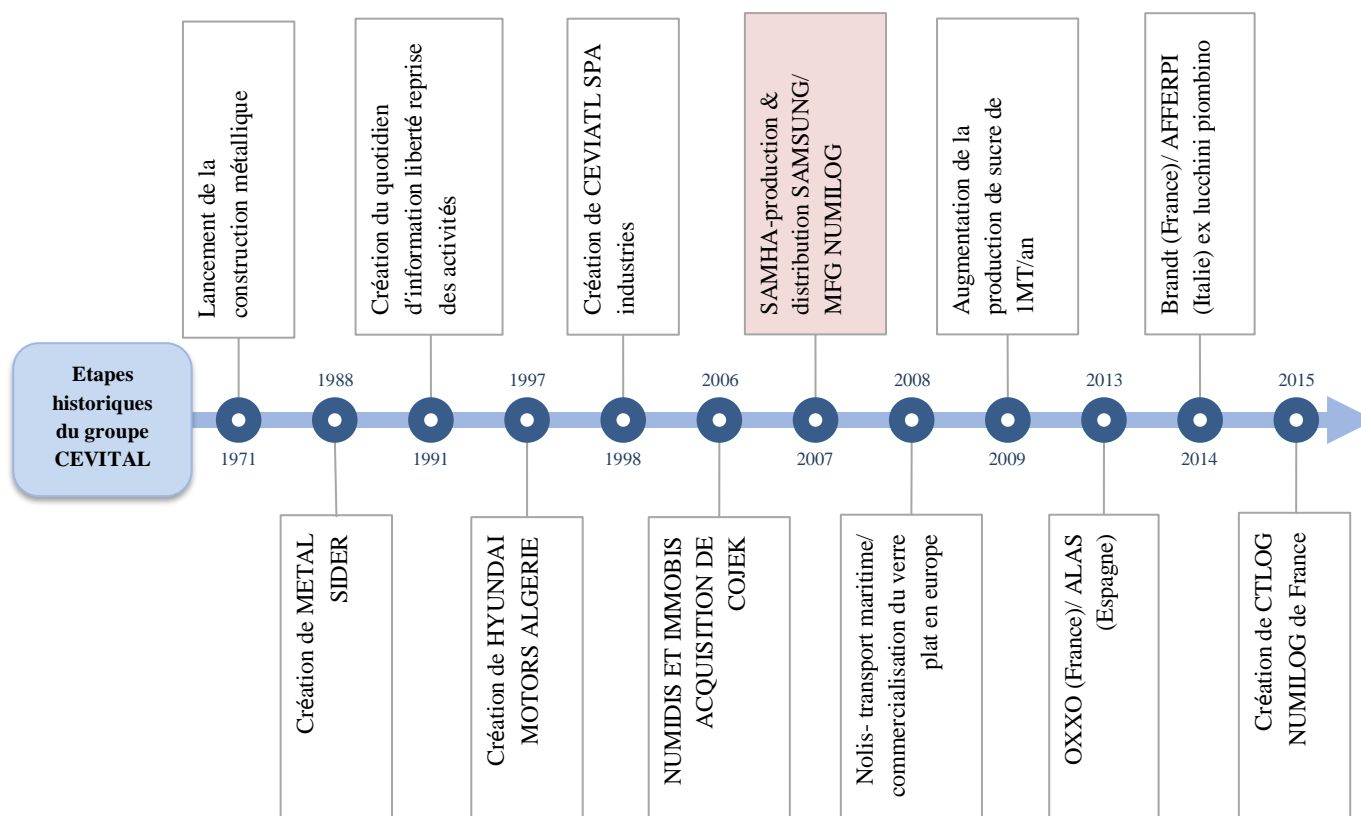 Etapes
historiques
du groupe
CEVITAL
1971
Lancement de la
construction métallique
1988
Création de METAL
SIDER
1991
Création du quotidien
d'information liberté reprise
des activités
1997
Création de HYUNDAI
MOTORS ALGERIE
1998
Création de CEVIATL SPA
industries
2006
NUMIDIS ET IMMOBIS
ACQUISITION DE
COJEK
2007
SAMHA-production &
distribution SAMSUNG/
MFG NUMILOG
2008
Nolis- transport maritime/
commercialisation du verre
plat en europe
2009
Augmentation de la
production de sucre de
1MT/an
2013
OXXO (France)/ ALAS
(Espagne)
2014
Brandt (France)/ AFFERPI
(Italie) ex lucchini piombino
2015
Création de CTLOG
NUMILOG de France